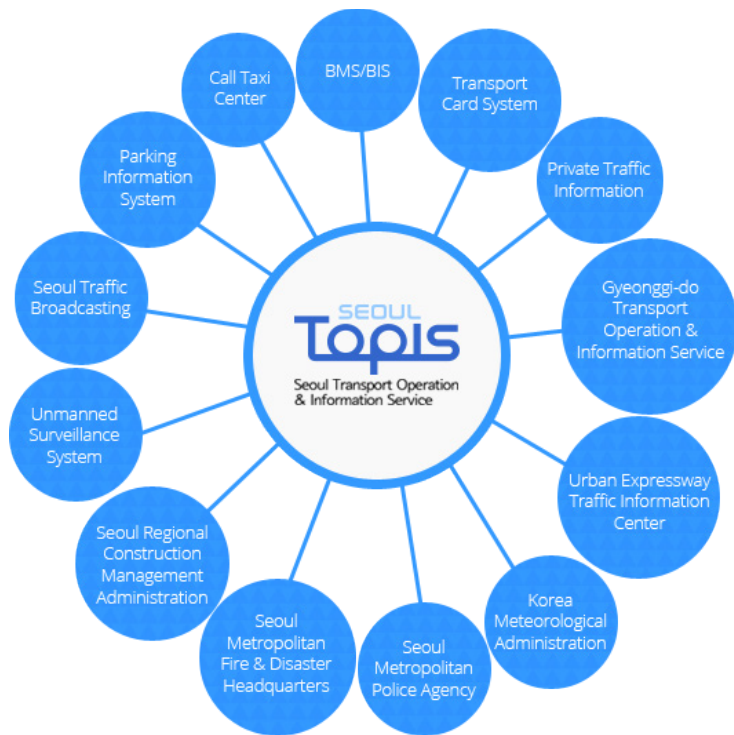 BMS/BIS
Transport
Card System
Private Traffic
Information
Gyeonggi-do
Transport
Operation &
Information Service
Urban Expressway
Traffic Information
Center
Korea
Meteorological
Administration
Seoul
Metropolitan
Police Agency
Seoul
Metropolitan
Fire & Disaster
Headquarters
Seoul Regional
Construction
Management
Administration
Unmanned
Surveillance
System
Seoul Traffic
Broadcasting
Parking
Information
System
Call Taxi
Center
SEOUL
Topis
Seoul Transport Operation
& Information Service